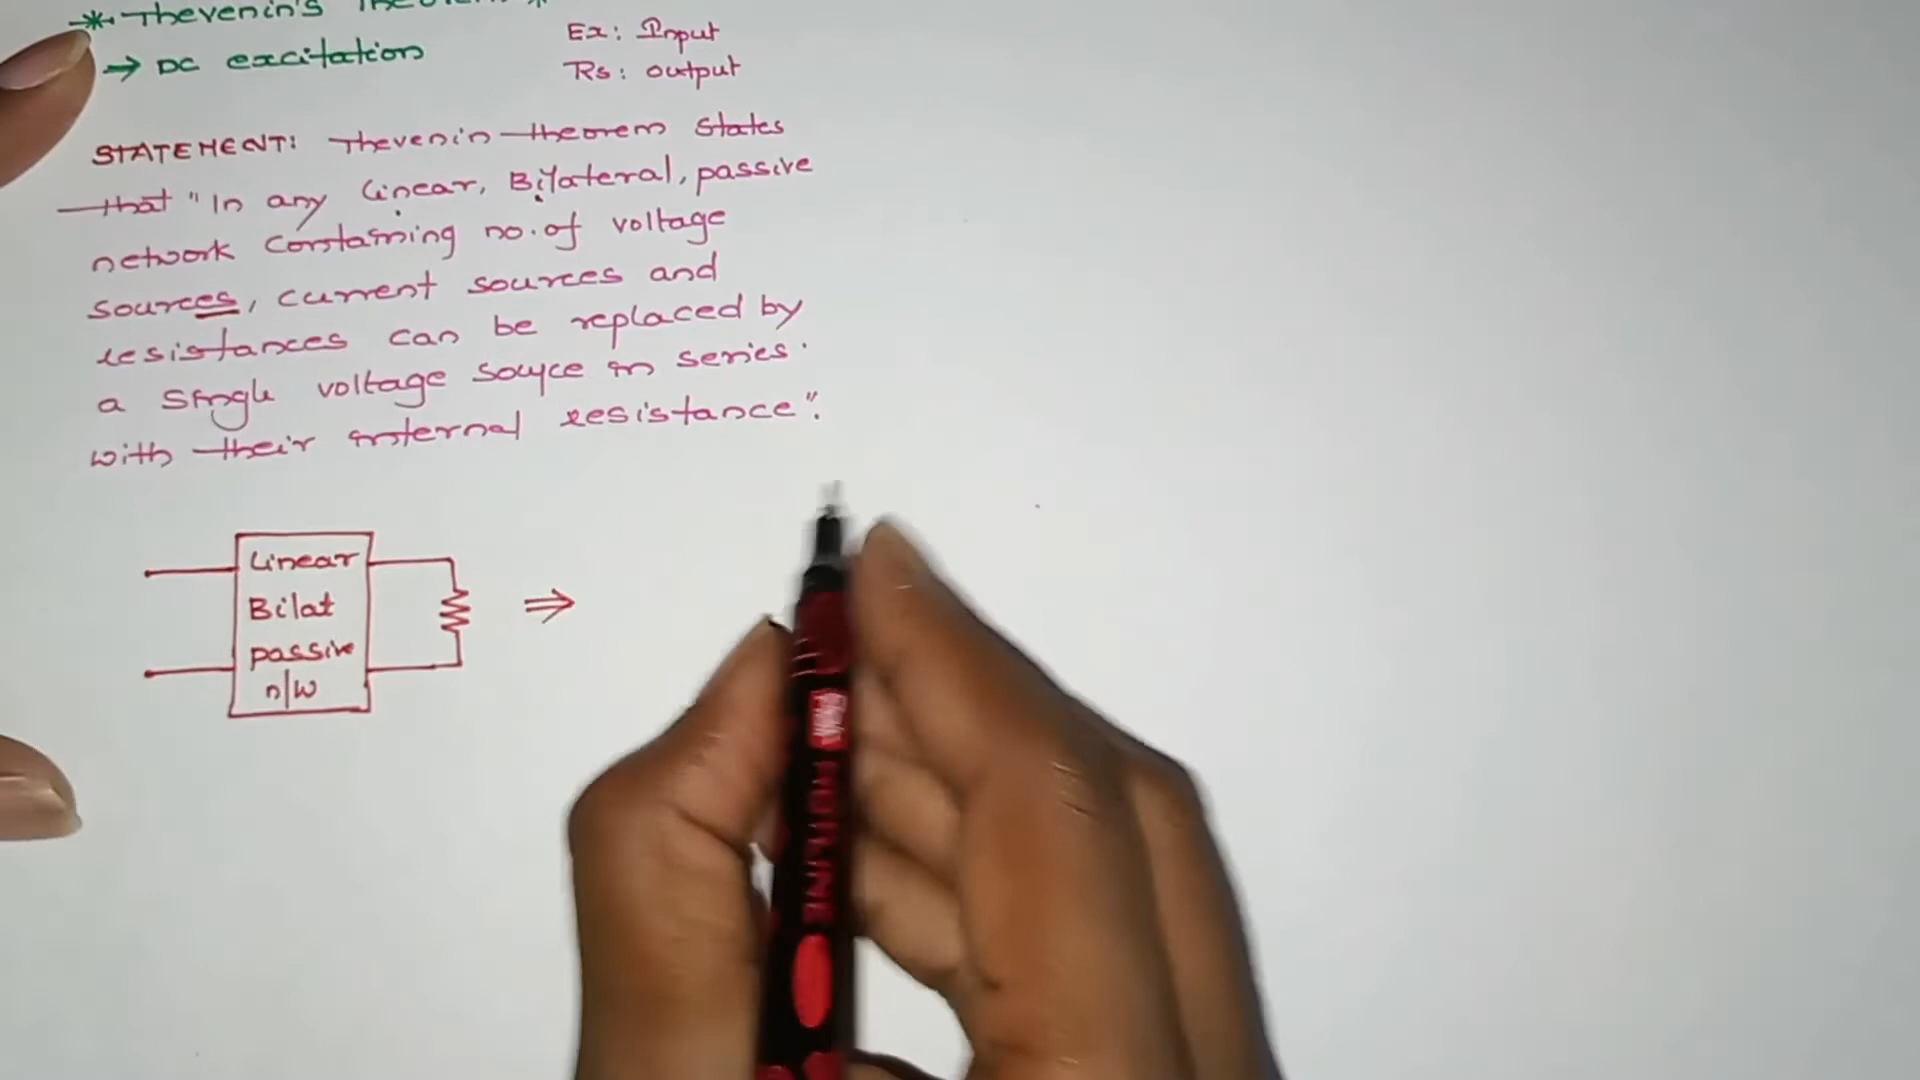 * Thevenin's Theorem *
→ DC excitation
Ex: Input
Rs: output
STATEMENT: Thevenin theorem states
that "In any Linear, Bilateral, passive
network containing no. of voltage
sources, current sources and
resistances can be replaced by
a single voltage source in series
with their internal resistance".
Linear
Bilat
passive
n/w
⇒